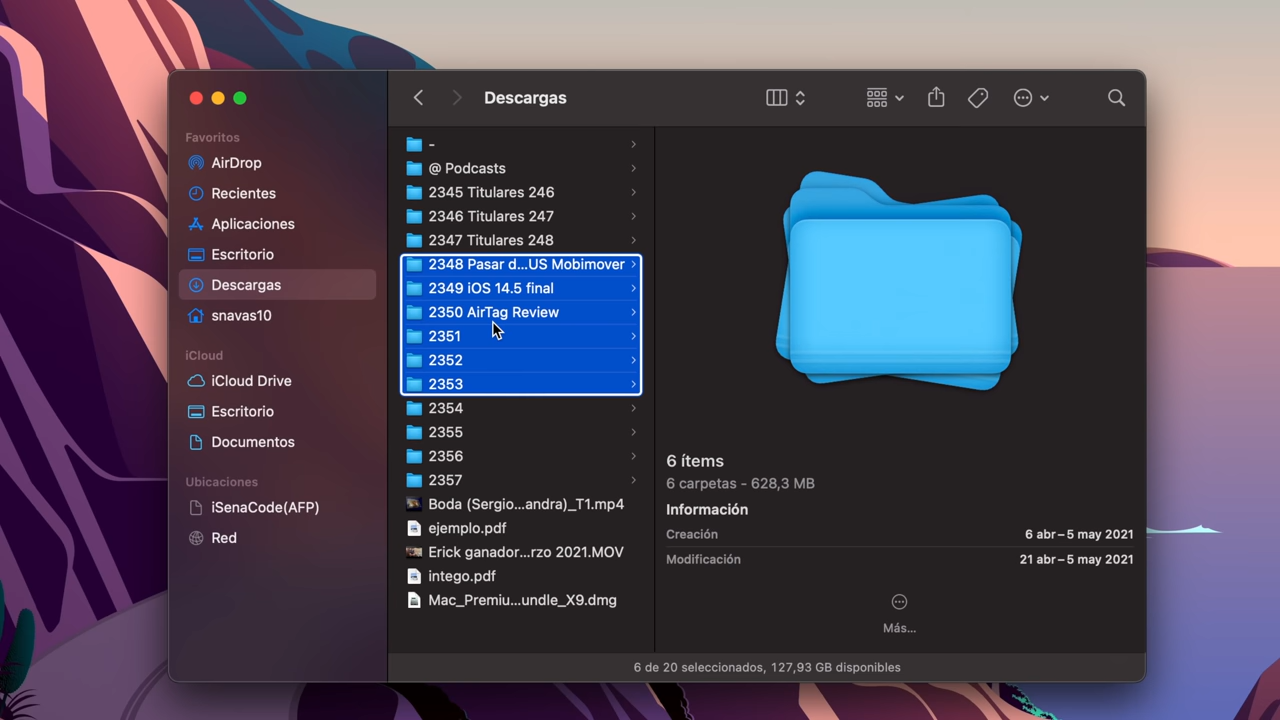 Descargas
Favoritos
AirDrop
Recientes
Aplicaciones
Escritorio
Descargas
snavas10
iCloud
iCloud Drive
Escritorio
Documentos
Ubicaciones
iSenaCode(AFP)
Red
-
@ Podcasts
2345 Titulares 246
2346 Titulares 247
2347 Titulares 248
2348 Pasar d...US Mobimover
2349 iOS 14.5 final
2350 AirTag Review
2351
2352
2353
2354
2355
2356
2357
Boda (Sergio...andra)_T1.mp4
ejemplo.pdf
Erick ganador...rzo 2021.MOV
intego.pdf
Mac_Premiu...undle_X9.dmg
6 ítems
6 carpetas - 628,3 MB
Información
Creación 6 abr – 5 may 2021
Modificación 21 abr – 5 may 2021
Más...
6 de 20 seleccionados, 127,93 GB disponibles